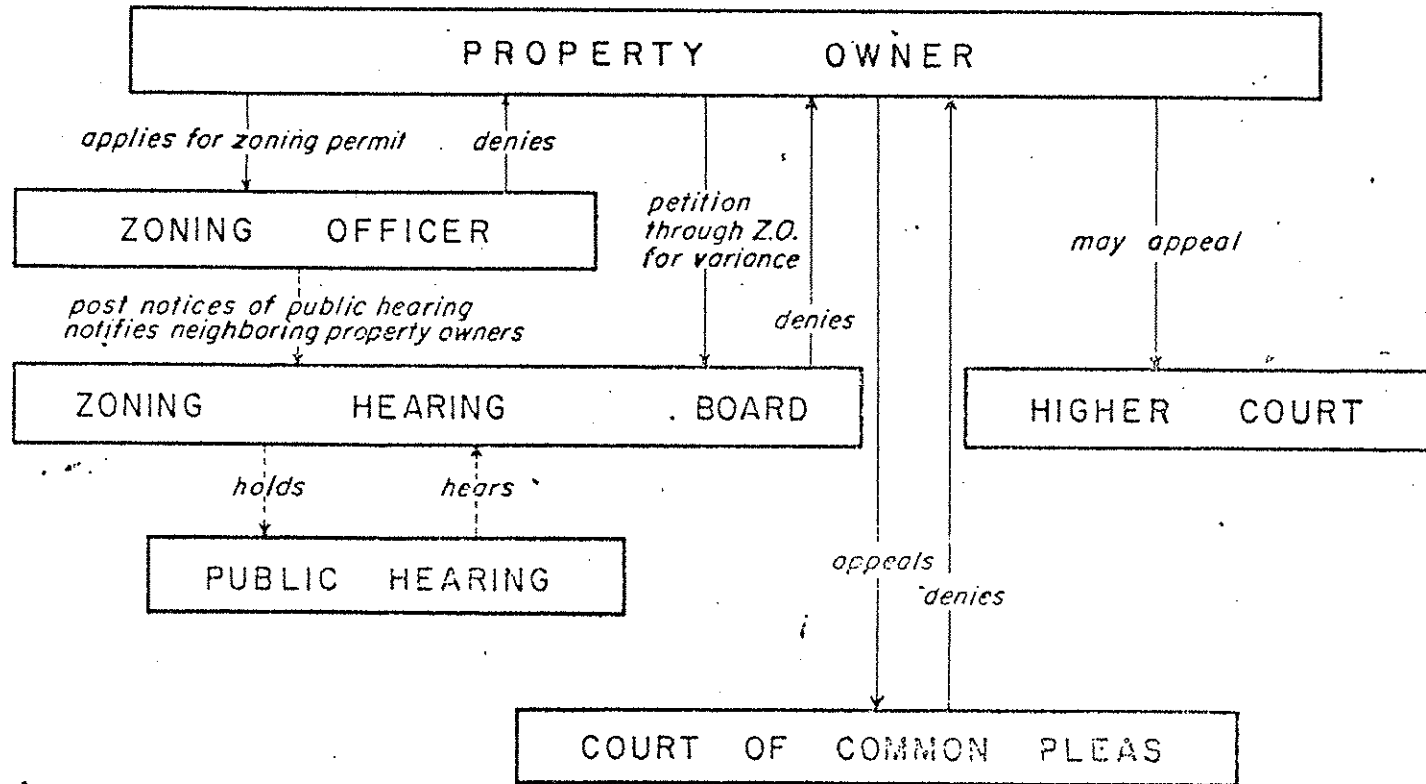 PROPERTY OWNER
applies for zoning permit
denies
ZONING OFFICER
petition
through Z.O.
for variance
may appeal
post notices of public hearing
notifies neighboring property owners
denies
ZONING HEARING BOARD
HIGHER COURT
holds
hears
PUBLIC HEARING
appeals
denies
COURT OF COMMON PLEAS